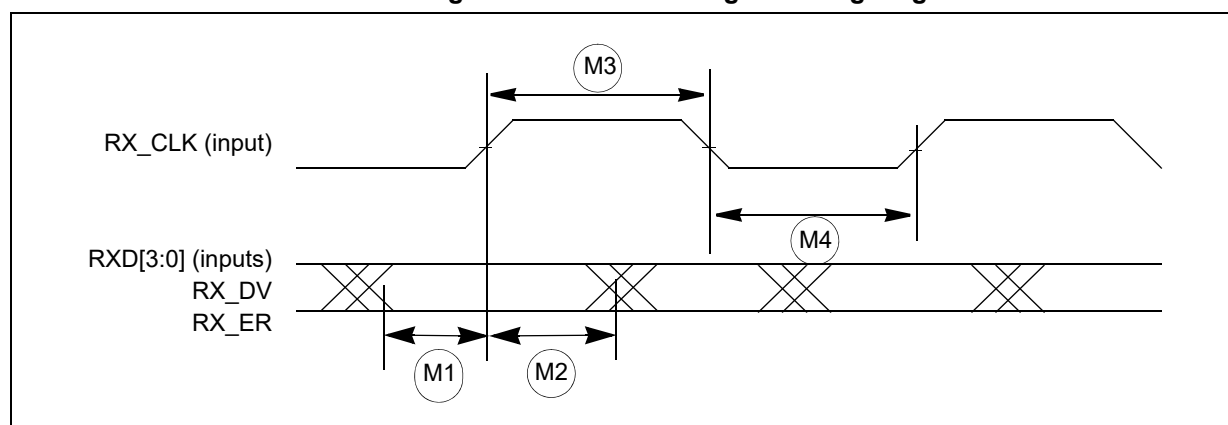 M3
RX_CLK (input)
M4
RXD[3:0] (inputs)
RX_DV
RX_ER
M1
M2